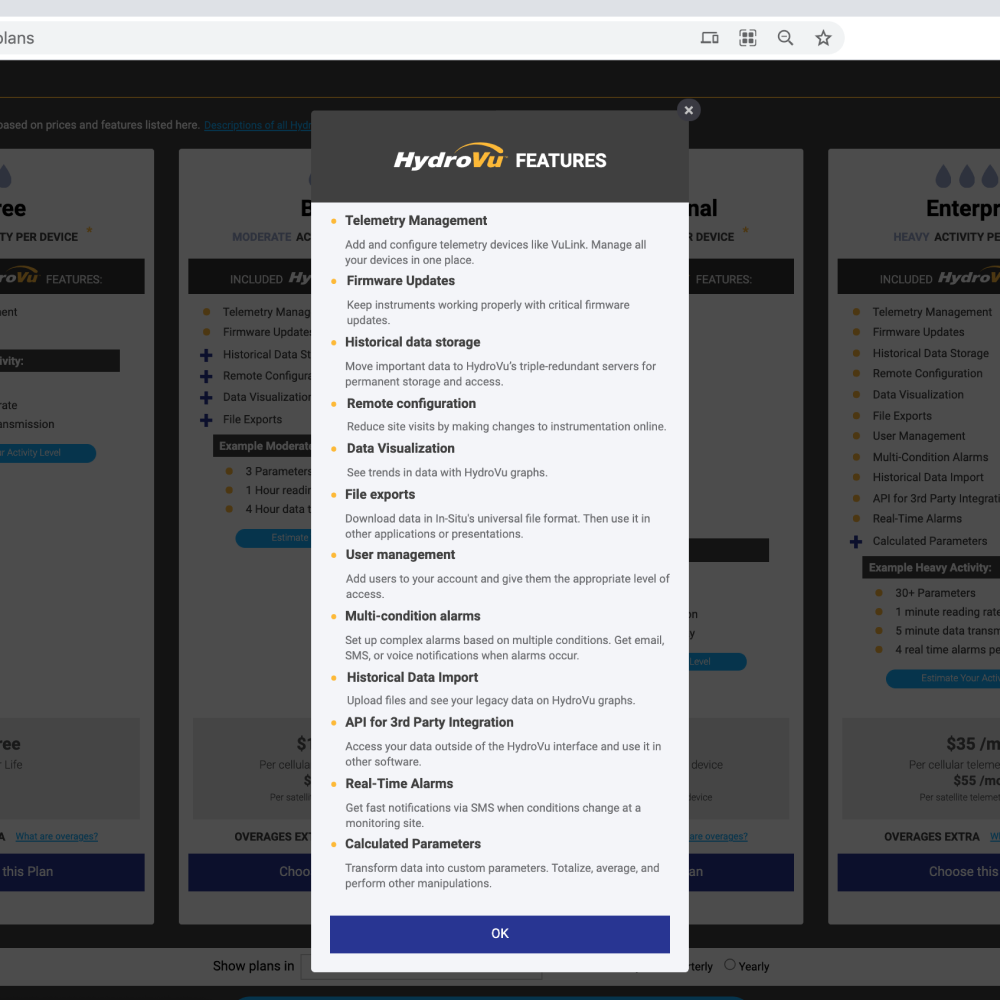 plans
based on prices and features listed here. Descriptions of all Hydr
HydroVu FEATURES
Telemetry Management
Add and configure telemetry devices like VuLink. Manage all
your devices in one place.
Firmware Updates
Keep instruments working properly with critical firmware
updates.
Historical data storage
Move important data to HydroVu's triple-redundant servers for
permanent storage and access.
Remote configuration
Reduce site visits by making changes to instrumentation online.
Data Visualization
See trends in data with HydroVu graphs.
File exports
Download data in In-Situ's universal file format. Then use it in
other applications or presentations.
User management
Add users to your account and give them the appropriate level of
access.
Multi-condition alarms
Set up complex alarms based on multiple conditions. Get email,
SMS, or voice notifications when alarms occur.
Historical Data Import
Upload files and see your legacy data on HydroVu graphs.
API for 3rd Party Integration
Access your data outside of the HydroVu interface and use it in
other software.
Real-Time Alarms
Get fast notifications via SMS when conditions change at a
monitoring site.
Calculated Parameters
Transform data into custom parameters. Totalize, average, and
perform other manipulations.
OK
ree
TY PER DEVICE *
roVu FEATURES:
ent
ivity:
rate
ansmission
r Activity Level
ree
r Life
A What are overages?
this Plan
B
MODERATE AC
INCLUDED Hy
Telemetry Manag
Firmware Updates
Historical Data St
Remote Configura
Data Visualization
File Exports
Example Moderate
3 Parameters
1 Hour readin
4 Hour data t
Estimate
$1
Per cellula
$
Per satelli
OVERAGES EXT
Choo
nal
R DEVICE *
FEATURES:
on
y
Level
device
device
are overages?
an
Enterpr
HEAVY ACTIVITY PE
INCLUDED HydroV
Telemetry Management
Firmware Updates
Historical Data Storage
Remote Configuration
Data Visualization
File Exports
User Management
Multi-Condition Alarms
Historical Data Import
API for 3rd Party Integrati
Real-Time Alarms
Calculated Parameters
Example Heavy Activity:
30+ Parameters
1 minute reading rate
5 minute data transm
4 real time alarms pe
Estimate Your Activ
$35 /m
Per cellular teleme
$55 /mo
Per satellite telemet
OVERAGES EXTRA W
Choose this
Show plans in
rterly Yearly